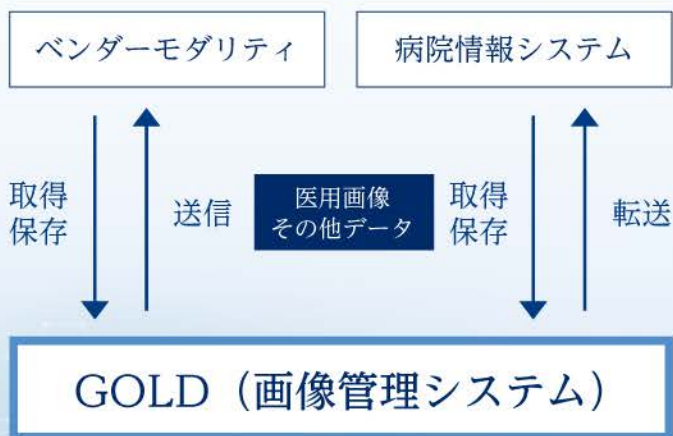 ベンダーモダリティ
病院情報システム
取得
保存
送信
医用画像
その他データ
取得
保存
転送
GOLD（画像管理システム）